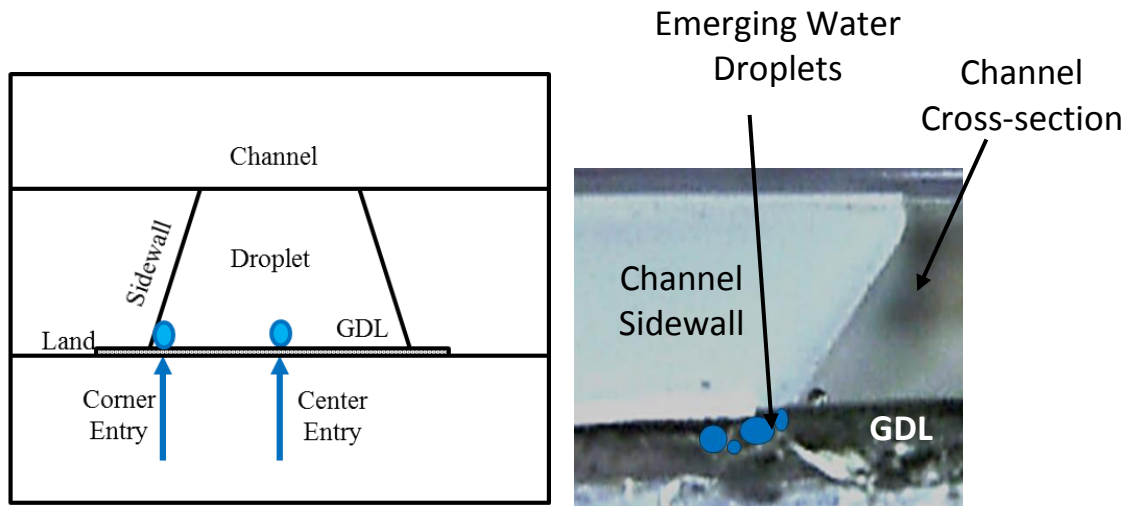 Channel
Sidewall
Droplet
Land
GDL
Corner
Entry
Center
Entry
Emerging Water
Droplets
Channel
Cross-section
Channel
Sidewall
GDL